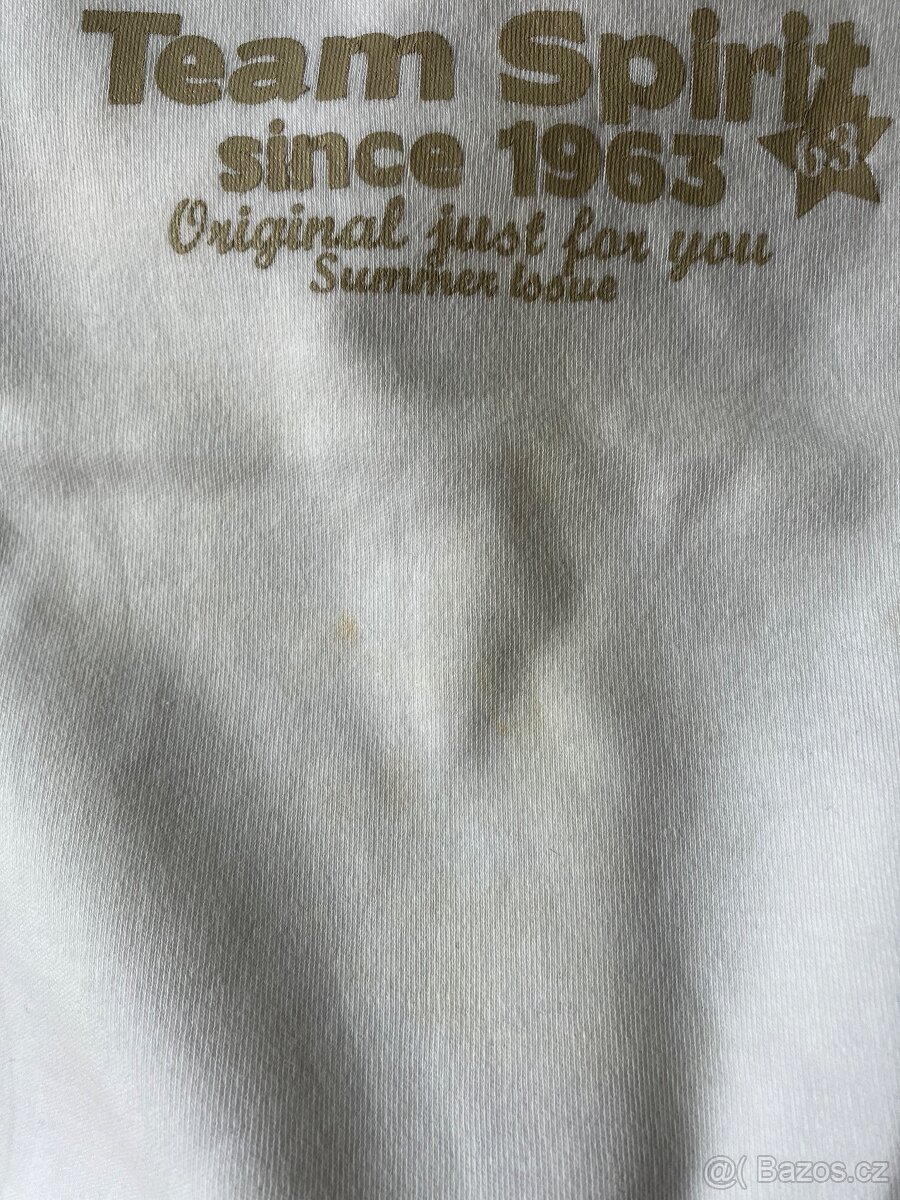 Team Spirit
since 1963 63
Original just for you
Summer Issue
@( Bazos.cz